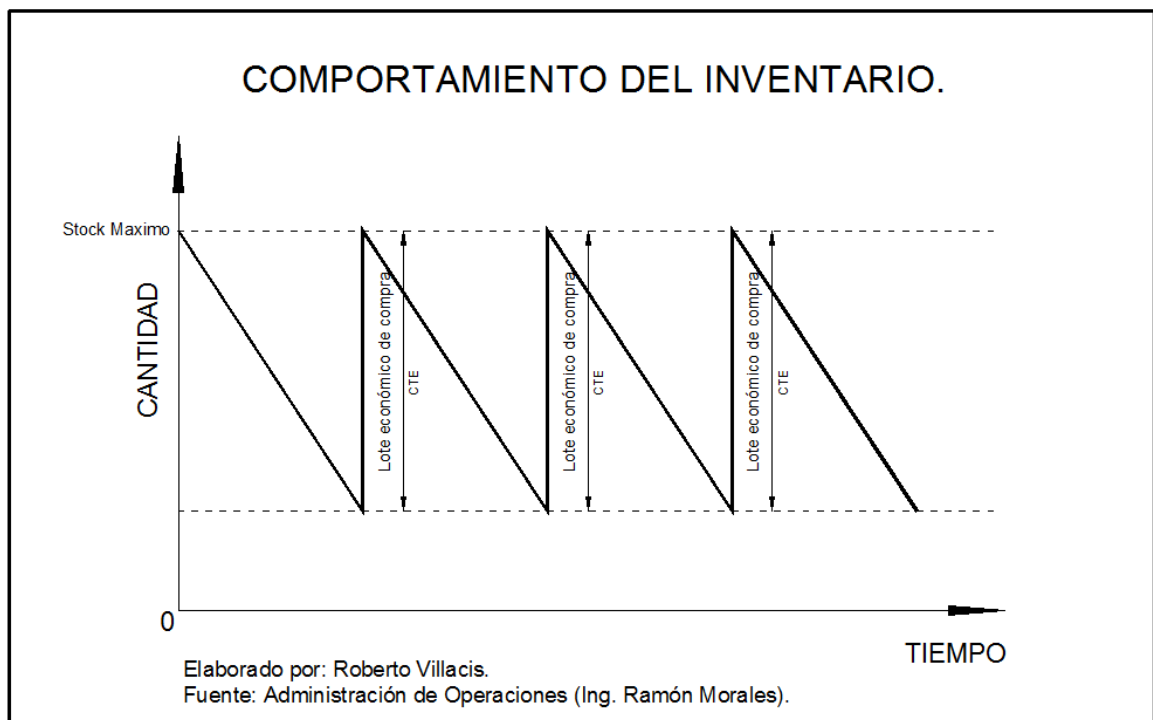 COMPORTAMIENTO DEL INVENTARIO.
Stock Maximo
CANTIDAD
Lote económico de compra
CTE
Lote económico de compra
CTE
Lote económico de compra
CTE
0
TIEMPO
Elaborado por: Roberto Villacis.
Fuente: Administración de Operaciones (Ing. Ramón Morales).